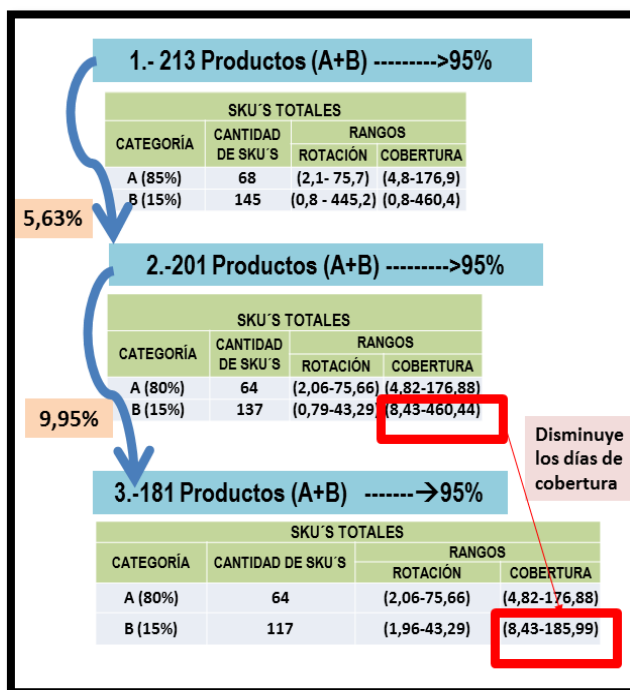 1.- 213 Productos (A+B) --------->95%
SKU´S TOTALES
CATEGORÍA CANTIDAD DE SKU´S RANGOS
ROTACIÓN COBERTURA
A (85%) 68 (2,1- 75,7) (4,8-176,9)
B (15%) 145 (0,8 - 445,2) (0,8-460,4)
5,63%
2.-201 Productos (A+B) --------->95%
SKU´S TOTALES
CATEGORÍA CANTIDAD DE SKU´S RANGOS
ROTACIÓN COBERTURA
A (80%) 64 (2,06-75,66) (4,82-176,88)
B (15%) 137 (0,79-43,29) (8,43-460,44)
9,95%
Disminuye
los días de
cobertura
3.-181 Productos (A+B) -------→95%
SKU´S TOTALES
CATEGORÍA CANTIDAD DE SKU´S RANGOS
ROTACIÓN COBERTURA
A (80%) 64 (2,06-75,66) (4,82-176,88)
B (15%) 117 (1,96-43,29) (8,43-185,99)